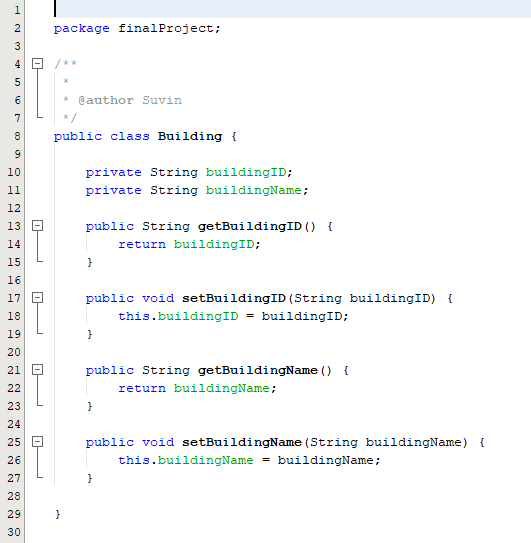 1
2 package finalProject;
3
4 /**
5  *
6  * @author Suvin
7  */
8 public class Building {
9
10     private String buildingID;
11     private String buildingName;
12
13     public String getBuildingID() {
14         return buildingID;
15     }
16
17     public void setBuildingID(String buildingID) {
18         this.buildingID = buildingID;
19     }
20
21     public String getBuildingName() {
22         return buildingName;
23     }
24
25     public void setBuildingName(String buildingName) {
26         this.buildingName = buildingName;
27     }
28
29 }
30